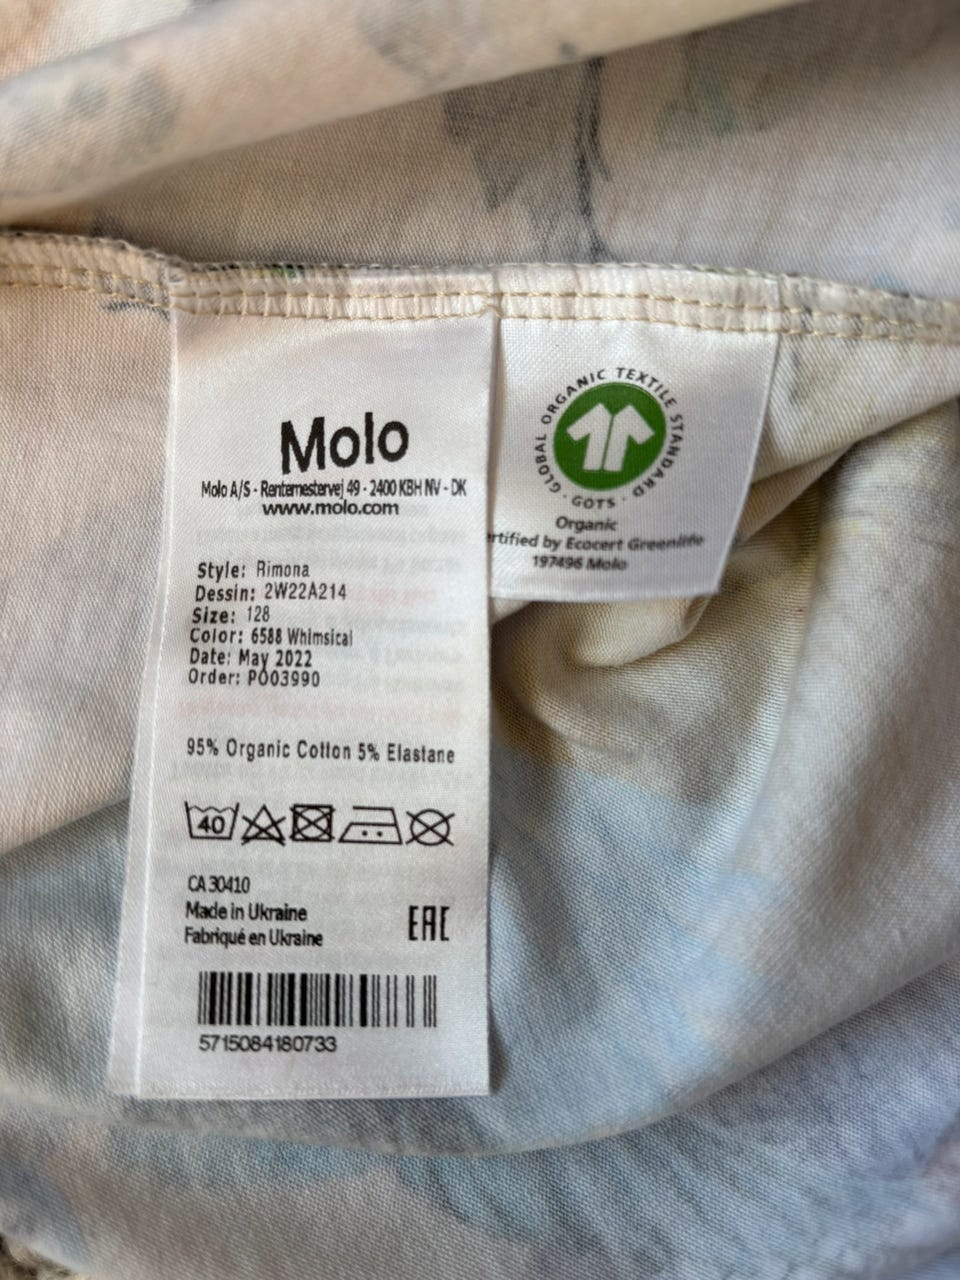 Molo
Molo A/S - Rentemestervej 49 - 2400 KBH NV - DK
www.molo.com
Style: Rimona
Dessin: 2W22A214
Size: 128
Color: 6588 Whimsical
Date: May 2022
Order: PO03990
95% Organic Cotton 5% Elastane
40
CA 30410
Made in Ukraine
Fabriqué en Ukraine
EAC
5715084180733
GLOBAL ORGANIC TEXTILE STANDARD
· GOTS ·
Organic
rtified by Ecocert Greenlife
197496 Molo